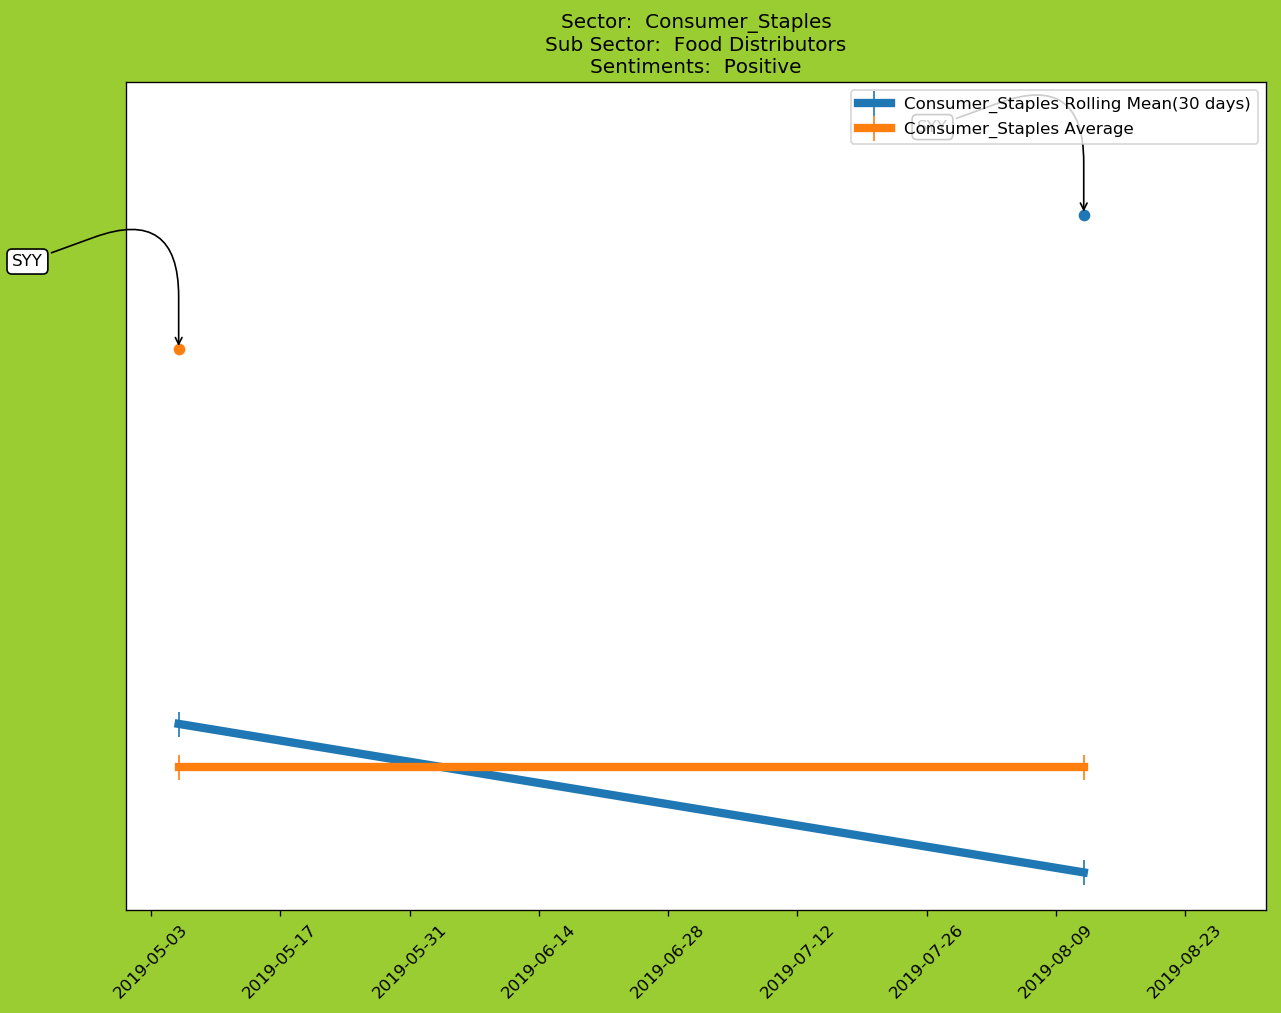 Sector:  Consumer_Staples
Sub Sector:  Food Distributors
Sentiments:  Positive
Consumer_Staples Rolling Mean(30 days)
SYY
Consumer_Staples Average
SYY
2019-05-03
2019-05-17
2019-05-31
2019-06-14
2019-06-28
2019-07-12
2019-07-26
2019-08-09
2019-08-23